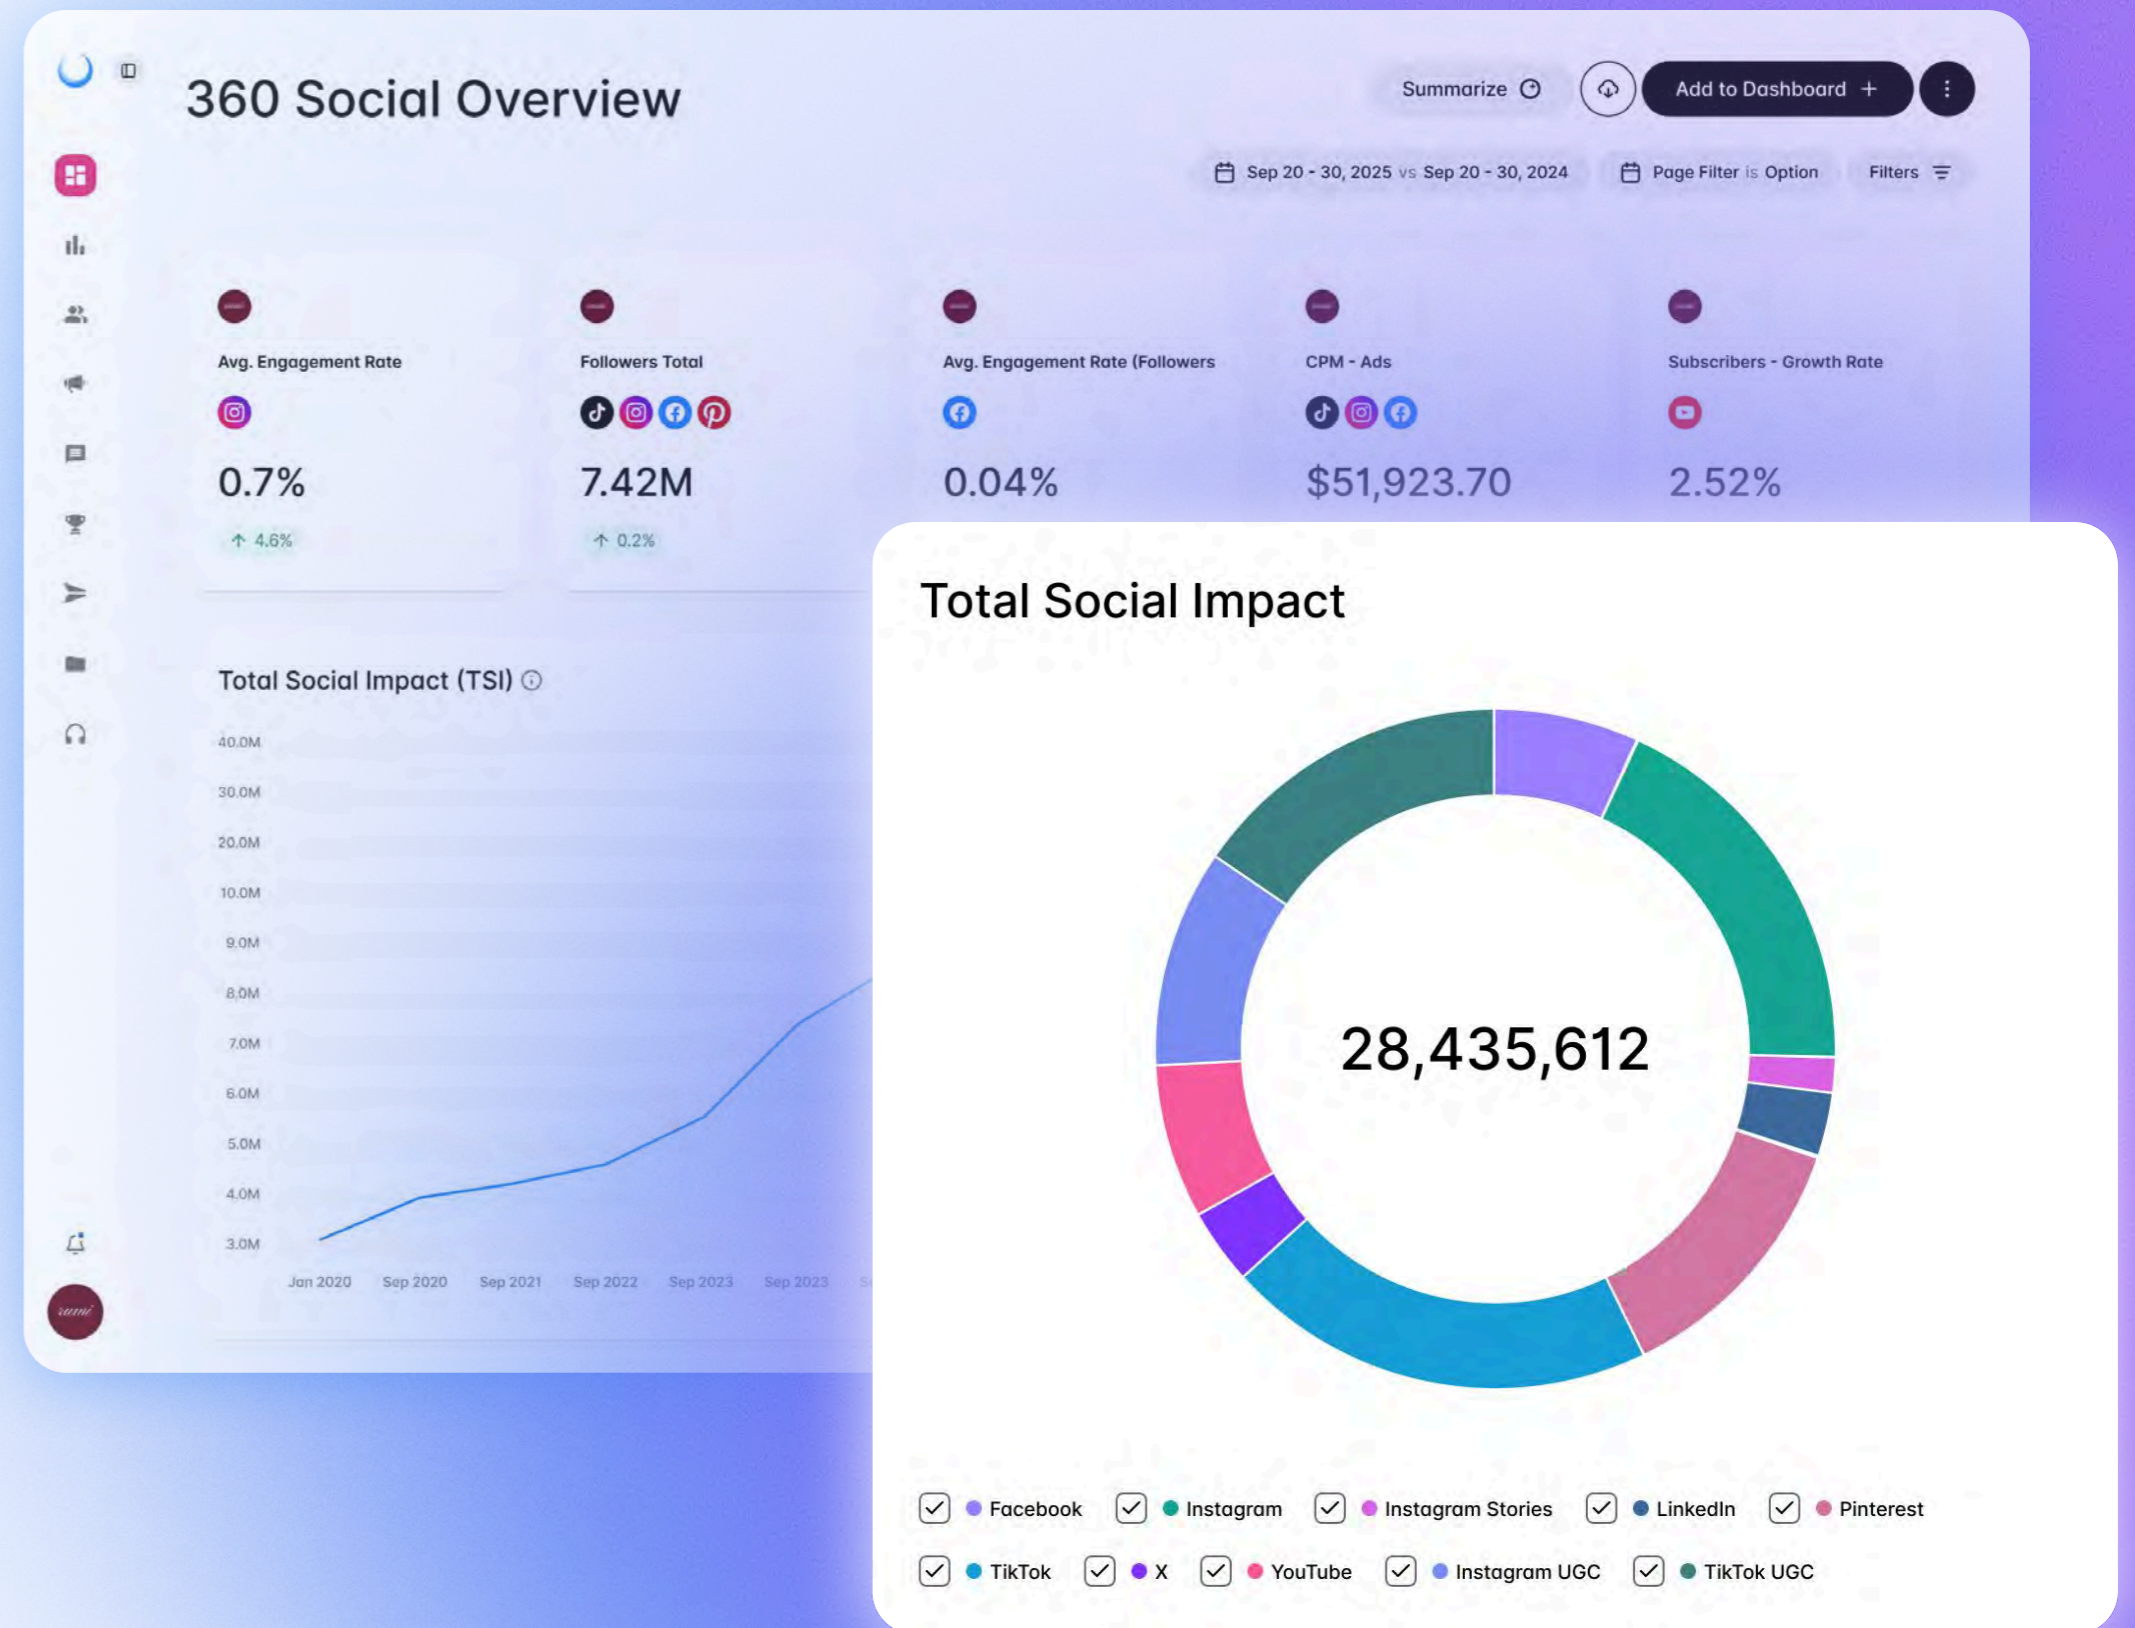 360 Social Overview
Summarize
Add to Dashboard +
Sep 20 - 30, 2025 vs Sep 20 - 30, 2024
Page Filter is Option
Filters
Avg. Engagement Rate
0.7%
↑ 4.6%
Followers Total
7.42M
↑ 0.2%
Avg. Engagement Rate (Followers
0.04%
CPM - Ads
$51,923.70
Subscribers - Growth Rate
2.52%
Total Social Impact (TSI)
40.0M
30.0M
20.0M
10.0M
9.0M
8.0M
7.0M
6.0M
5.0M
4.0M
3.0M
Jan 2020 Sep 2020 Sep 2021 Sep 2022 Sep 2023 Sep 2023
rumi
Total Social Impact
28,435,612
Facebook Instagram Instagram Stories LinkedIn Pinterest
TikTok X YouTube Instagram UGC TikTok UGC